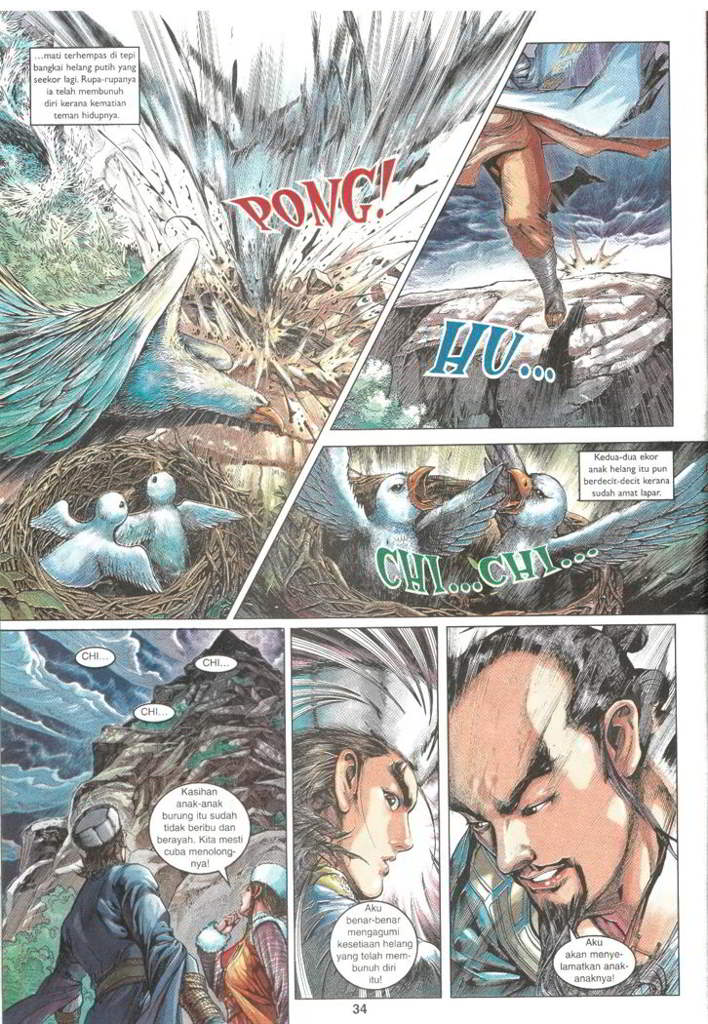 ...mati terhempas di tepi
bangkai helang putih yang
seekor lagi. Rupa-rupanya
ia telah membunuh
diri kerana kematian
teman hidupnya.
PONG!
HU...
Kedua-dua ekor
anak helang itu pun
berdecit-decit kerana
sudah amat lapar.
CHI...CHI...
CHI...
CHI...
CHI...
Kasihan
anak-anak
burung itu sudah
tidak beribu dan
berayah. Kita mesti
cuba menolong-
nya!
Aku
benar-benar
mengagumi
kesetiaan helang
yang telah mem-
bunuh diri
itu!
Aku
akan menye-
lamatkan anak-
anaknya!
34